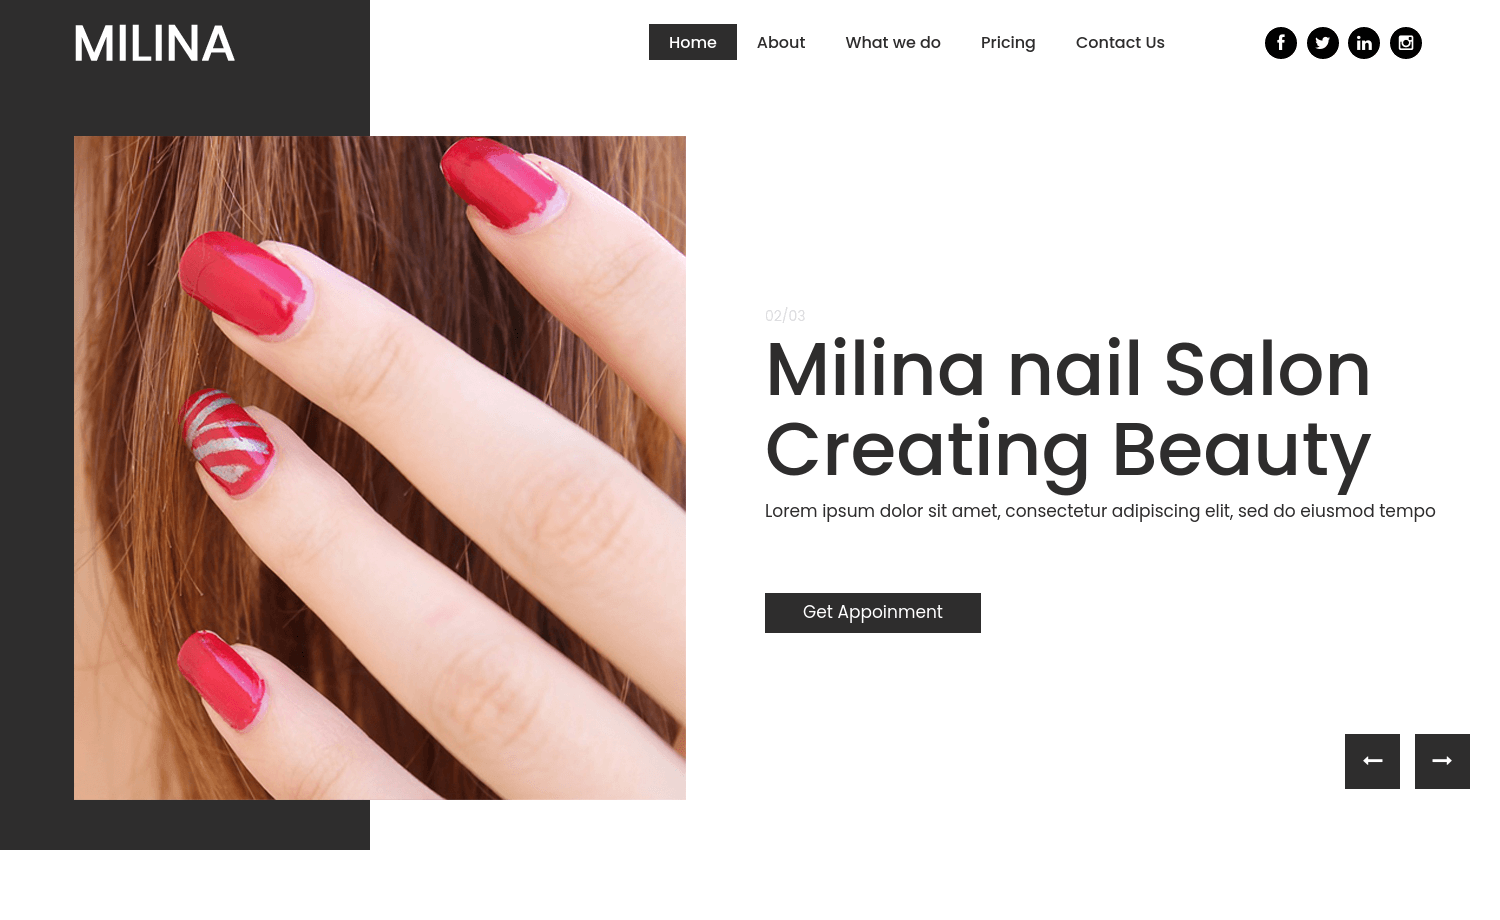 MILINA
Home About What we do Pricing Contact Us
02/03
Milina nail Salon
Creating Beauty
Lorem ipsum dolor sit amet, consectetur adipiscing elit, sed do eiusmod tempo
Get Appoinment